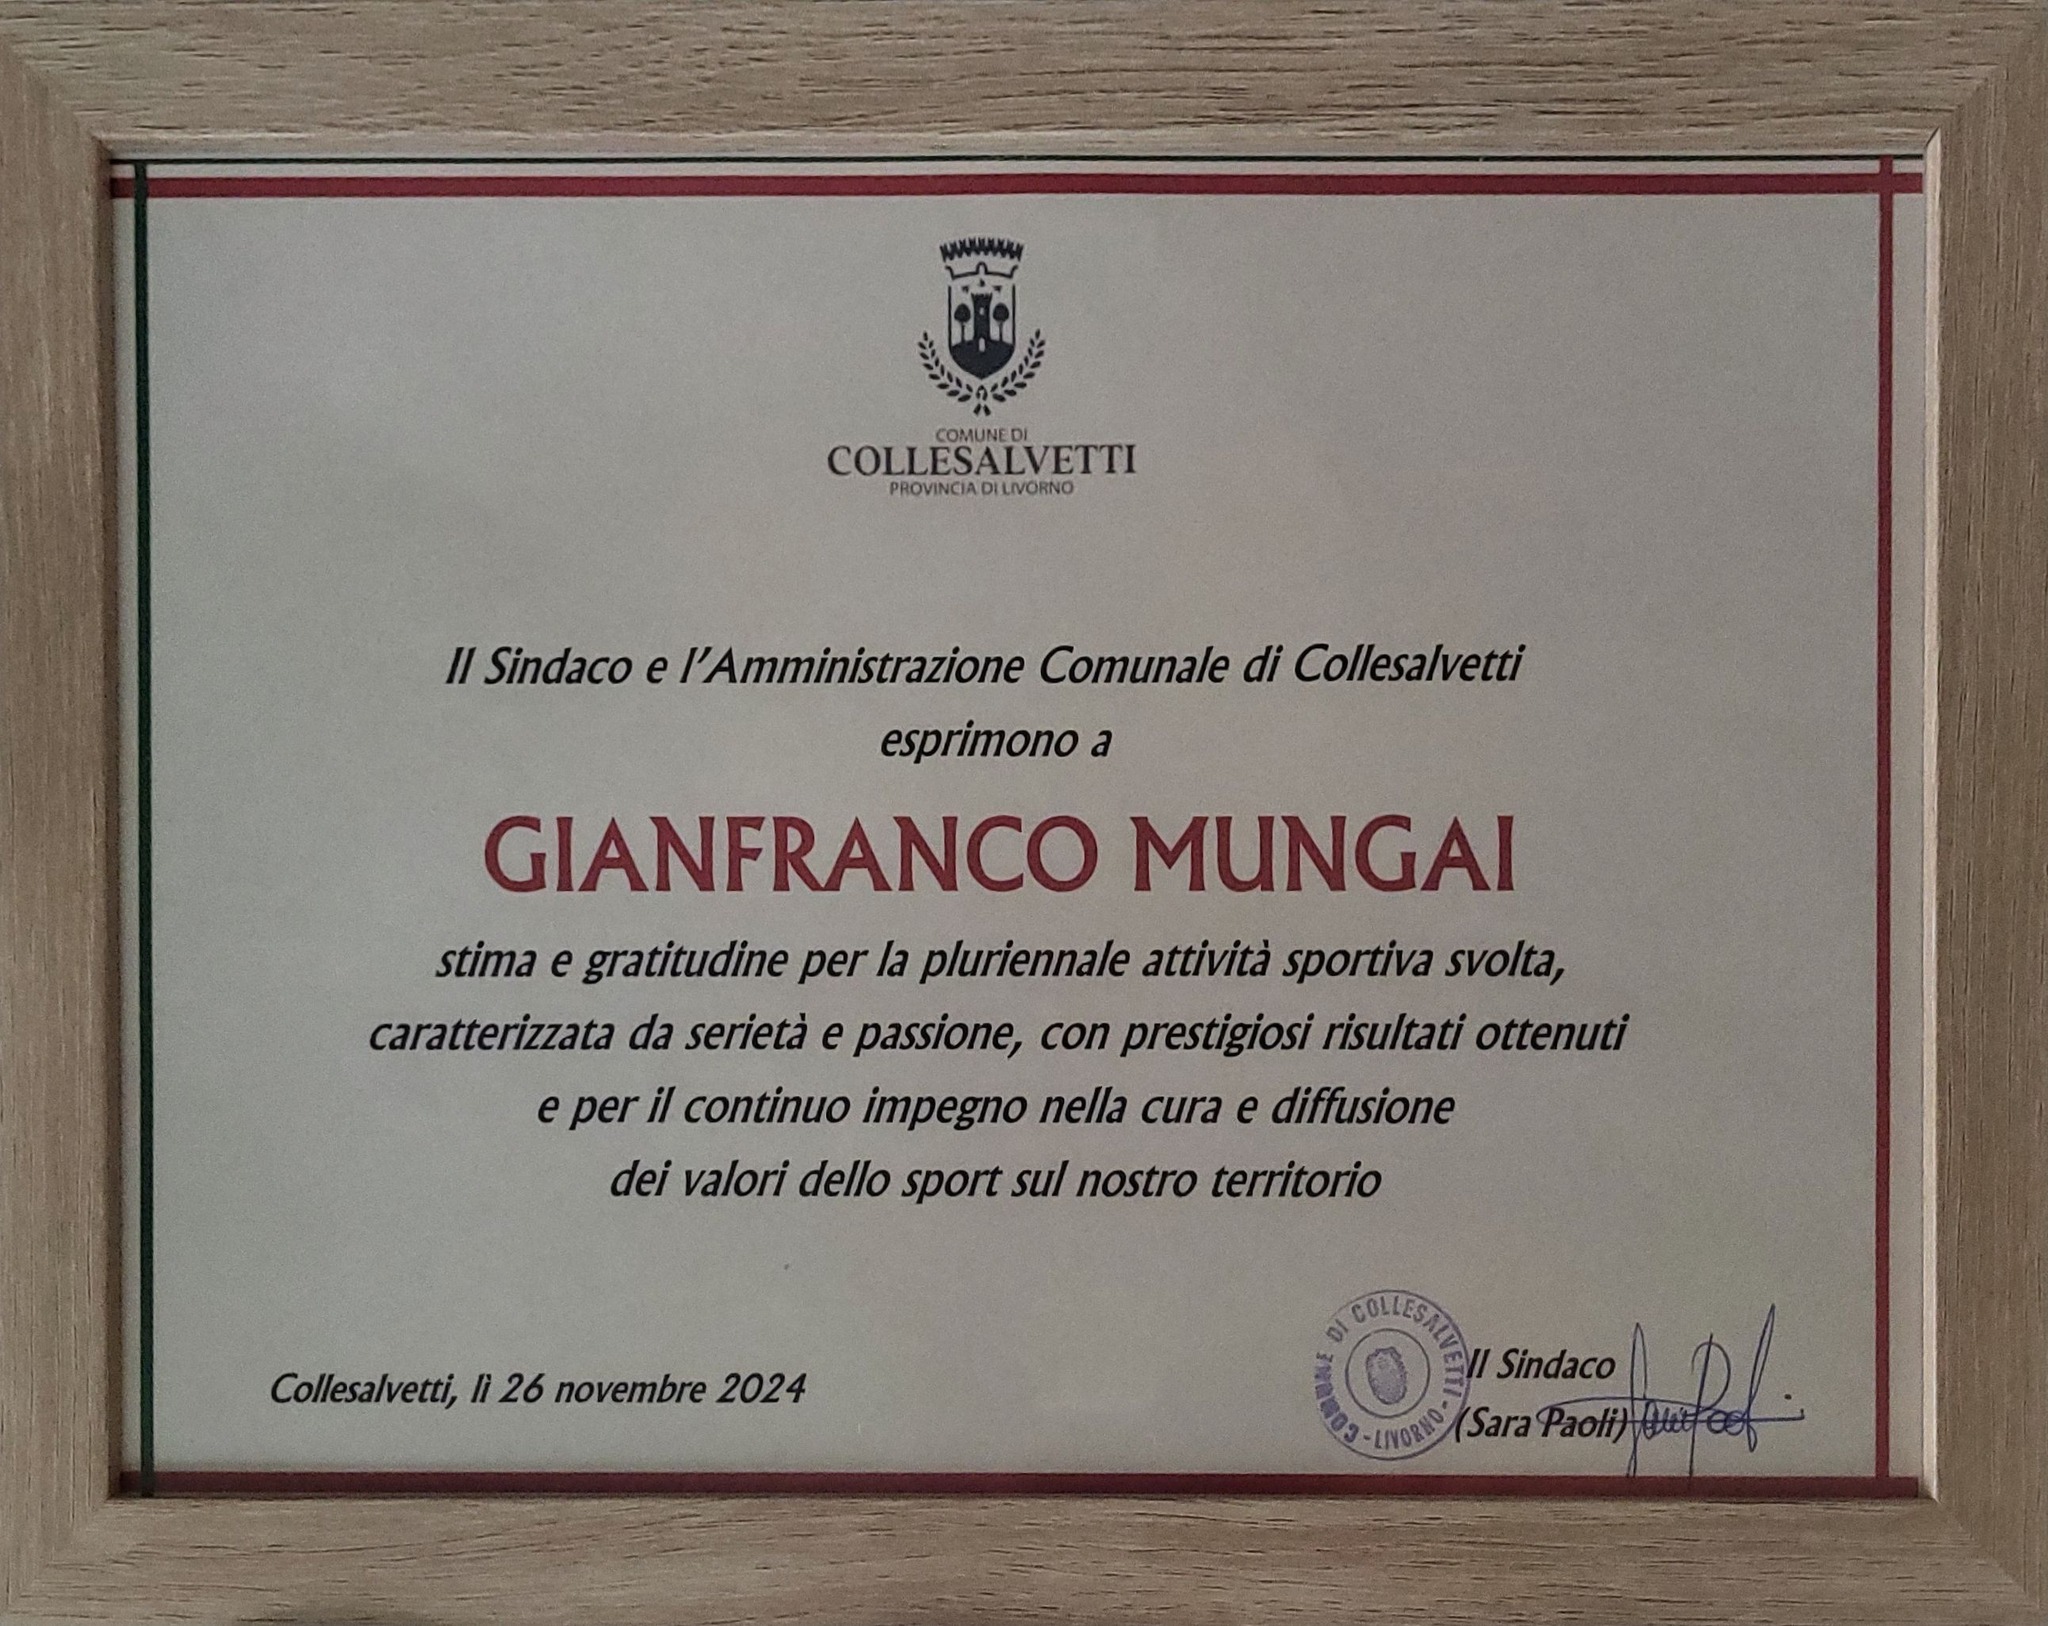 COMUNE DI
COLLESALVETTI
PROVINCIA DI LIVORNO
Il Sindaco e l'Amministrazione Comunale di Collesalvetti
esprimono a
GIANFRANCO MUNGAI
stima e gratitudine per la pluriennale attività sportiva svolta,
caratterizzata da serietà e passione, con prestigiosi risultati ottenuti
e per il continuo impegno nella cura e diffusione
dei valori dello sport sul nostro territorio
Collesalvetti, lì 26 novembre 2024
COMUNE DI COLLESALVETTI
- LIVORNO -
Il Sindaco
(Sara Paoli)
Sara Paoli